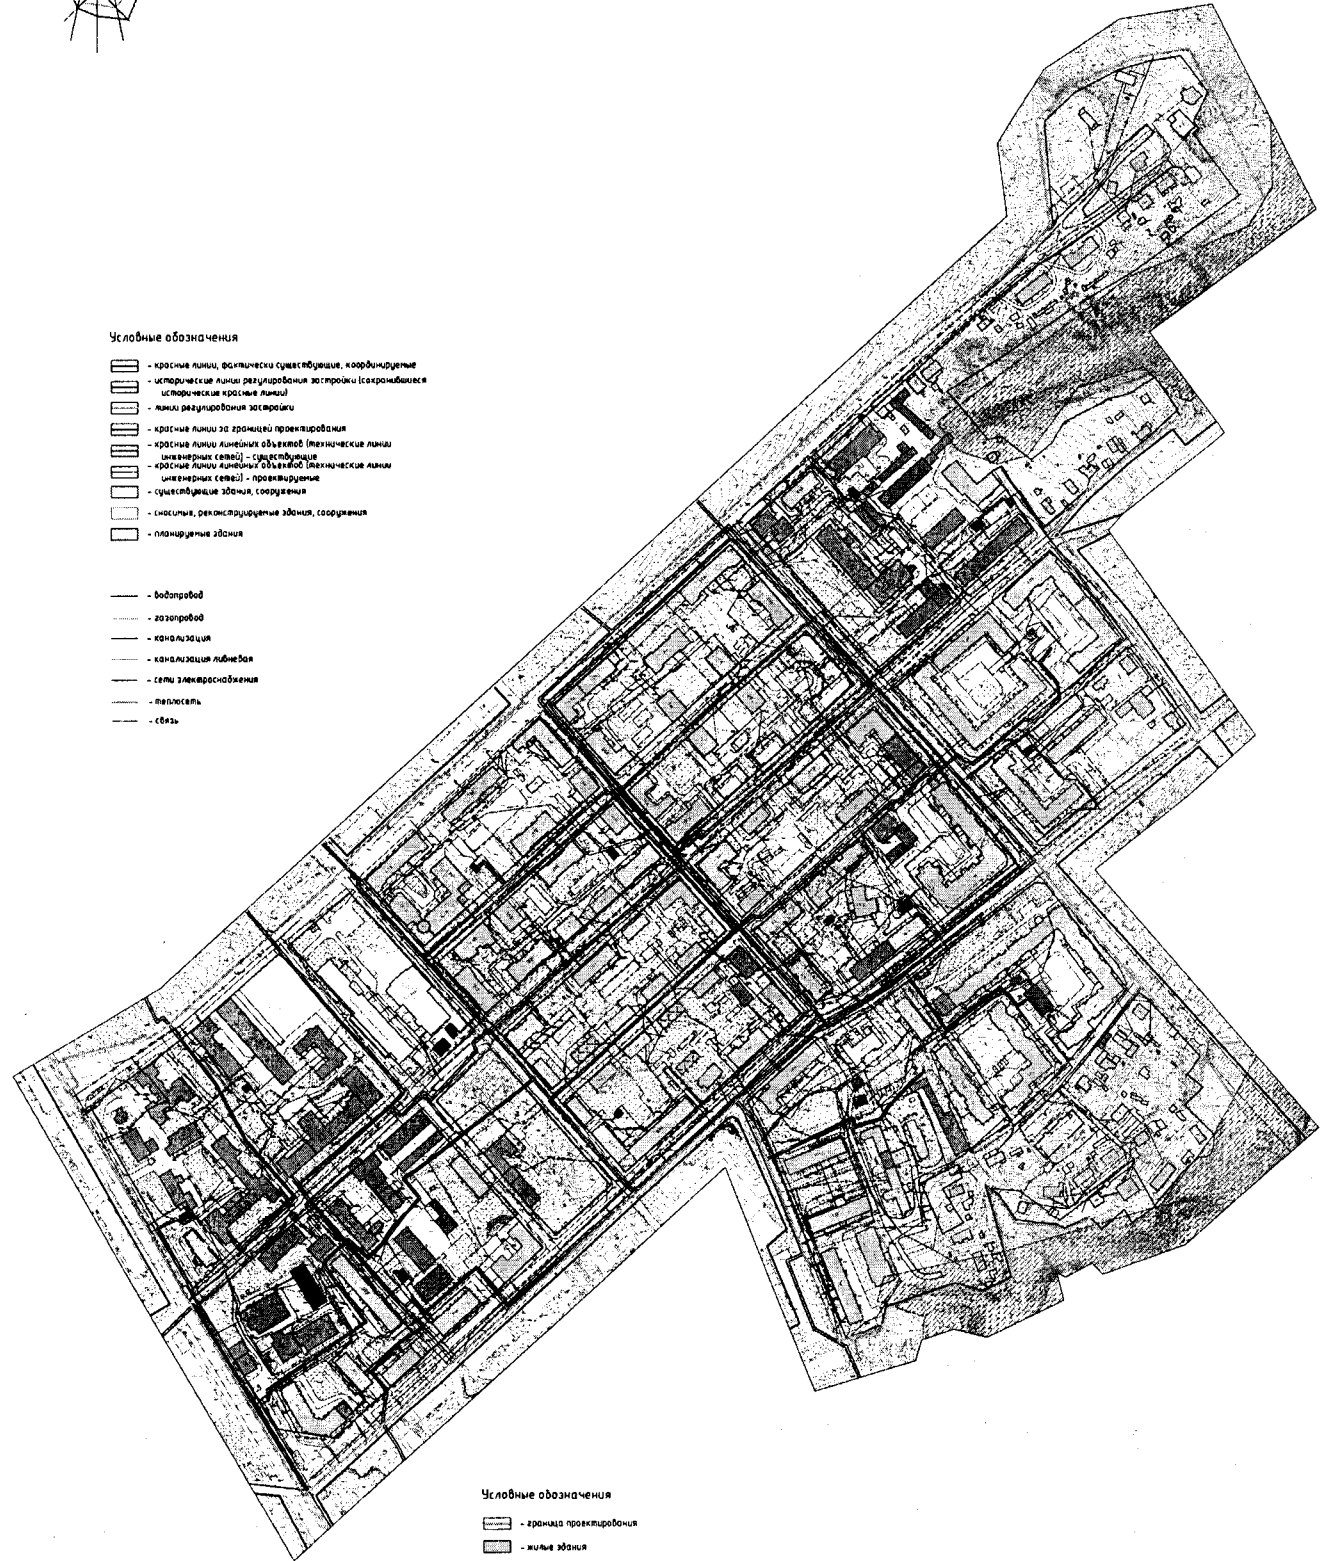 Условные обозначения
- красные линии, фактически существующие, координируемые
- исторические линии регулирования застройки (сохранившиеся
исторические красные линии)
- линии регулирования застройки
- красные линии за границей проектирования
- красные линии линейных объектов (технические линии
инженерных сетей) - существующие
- красные линии линейных объектов (технические линии
инженерных сетей) - проектируемые
- существующие здания, сооружения
- сносимые, реконструируемые здания, сооружения
- планируемые здания
- водопровод
- газопровод
- канализация
- канализация ливневая
- сети электроснабжения
- теплосеть
- связь
Условные обозначения
- граница проектирования
- жилые здания